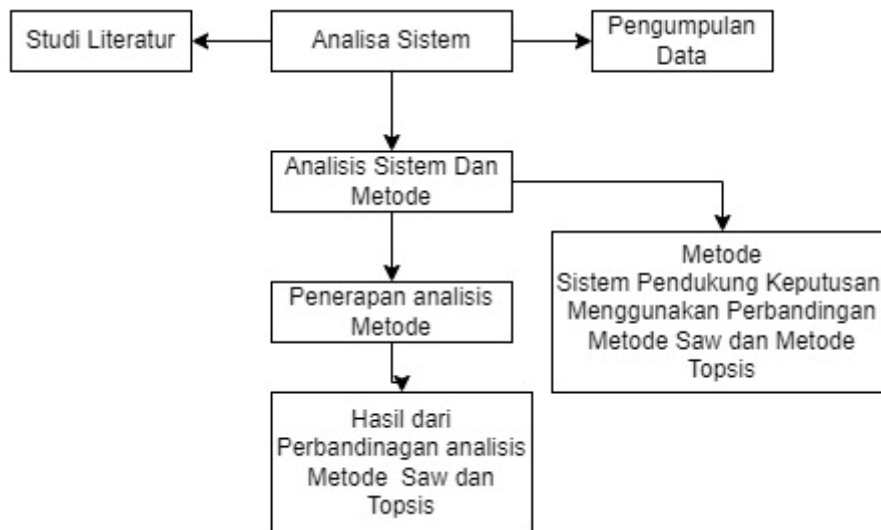 Studi Literatur
Analisa Sistem
Pengumpulan
Data
Analisis Sistem Dan
Metode
Metode
Sistem Pendukung Keputusan
Menggunakan Perbandingan
Metode Saw dan Metode
Topsis
Penerapan analisis
Metode
Hasil dari
Perbandinagan analisis
Metode Saw dan
Topsis